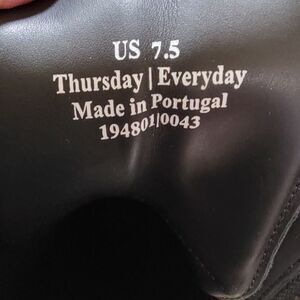 US 7.5
Thursday | Everyday
Made in Portugal
194801|0043